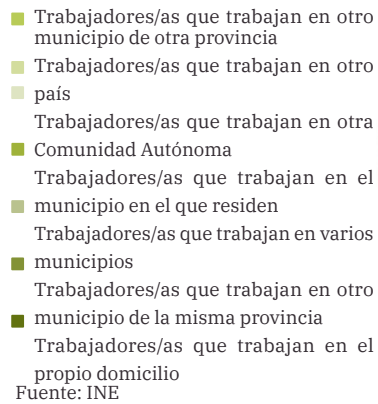 Trabajadores/as que trabajan en otro
municipio de otra provincia
Trabajadores/as que trabajan en otro
país
Trabajadores/as que trabajan en otra
Comunidad Autónoma
Trabajadores/as que trabajan en el
municipio en el que residen
Trabajadores/as que trabajan en varios
municipios
Trabajadores/as que trabajan en otro
municipio de la misma provincia
Trabajadores/as que trabajan en el
propio domicilio
Fuente: INE